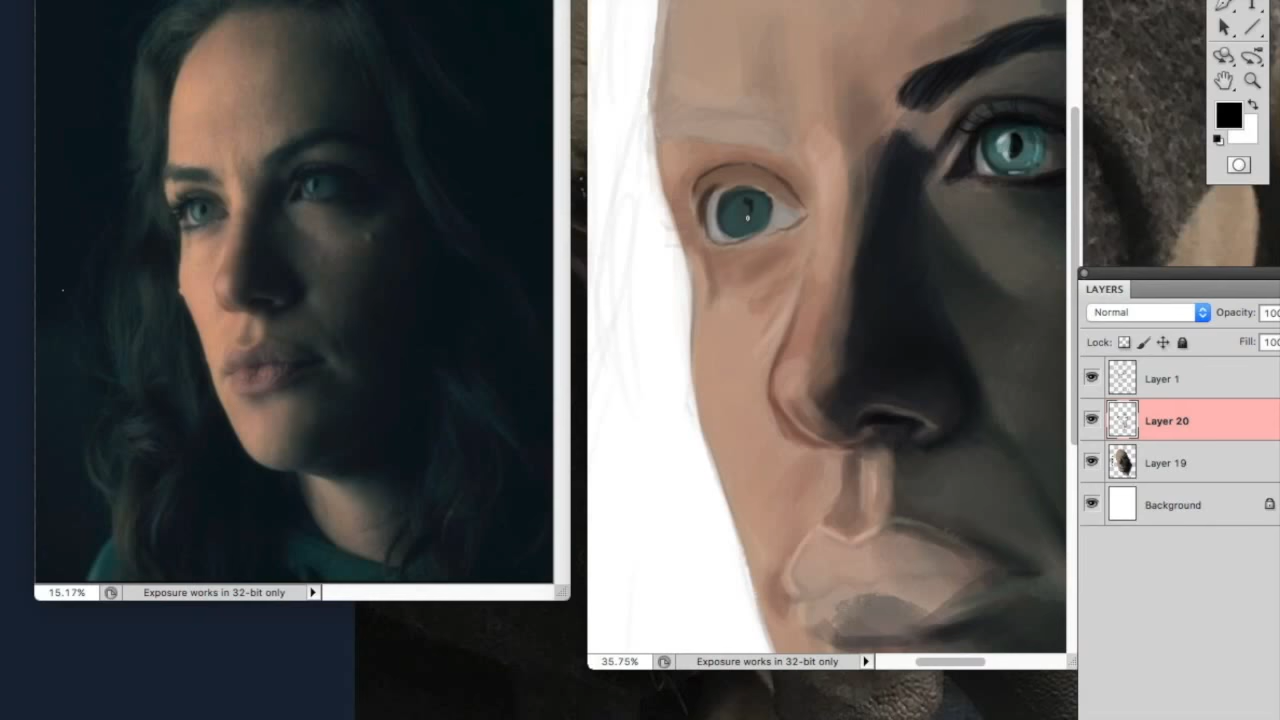 LAYERS
Normal
Opacity:
Lock:
Fill:
Layer 1
Layer 20
Layer 19
Background
15.17%
Exposure works in 32-bit only
35.75%
Exposure works in 32-bit only